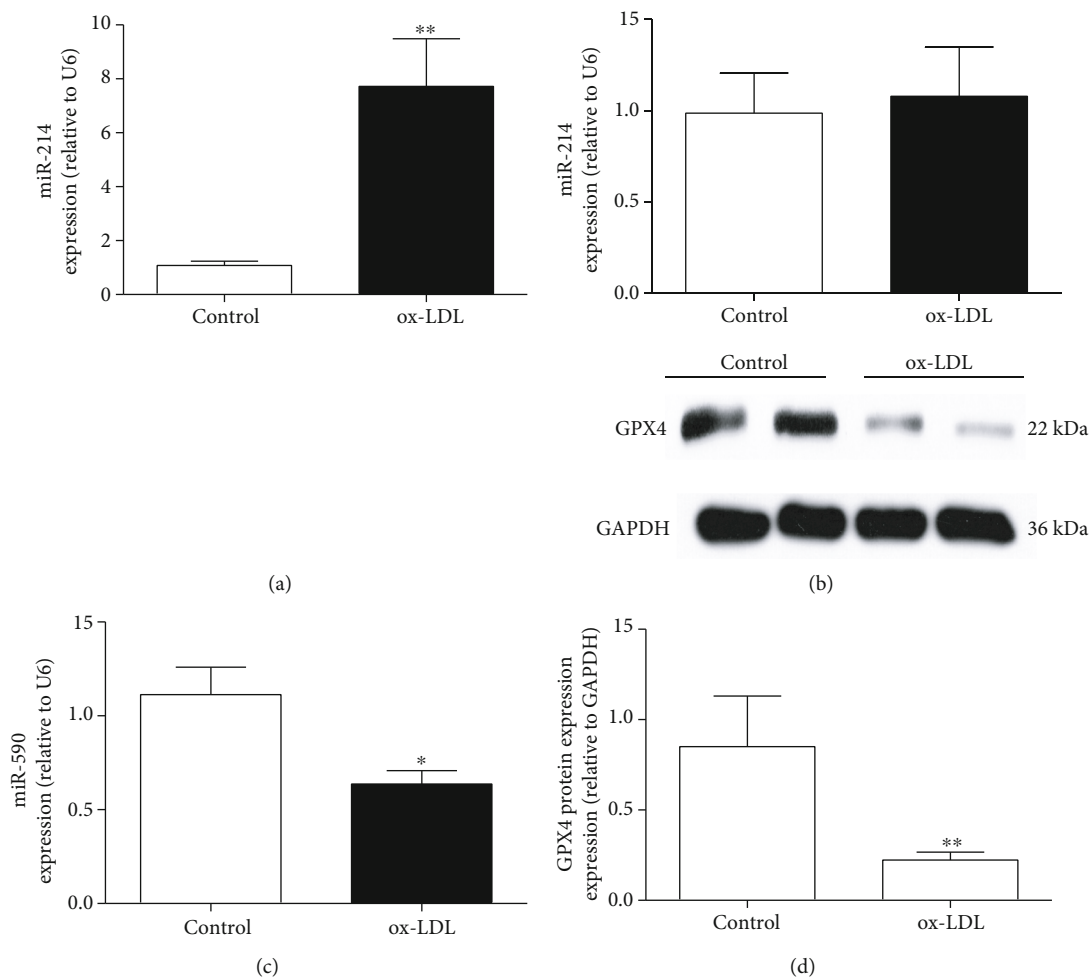 10
8
6
4
2
0
miR-214
expression (relative to U6)
**
Control
ox-LDL
(a)
15
1.0
0.5
0.0
miR-214
expression (relative to U6)
Control
ox-LDL
Control
ox-LDL
GPX4
22 kDa
GAPDH
36 kDa
(b)
15
1.0
0.5
0.0
miR-590
expression (relative to U6)
*
Control
ox-LDL
(c)
15
1.0
0.5
0.0
GPX4 protein expression
expression (relative to GAPDH)
**
Control
ox-LDL
(d)